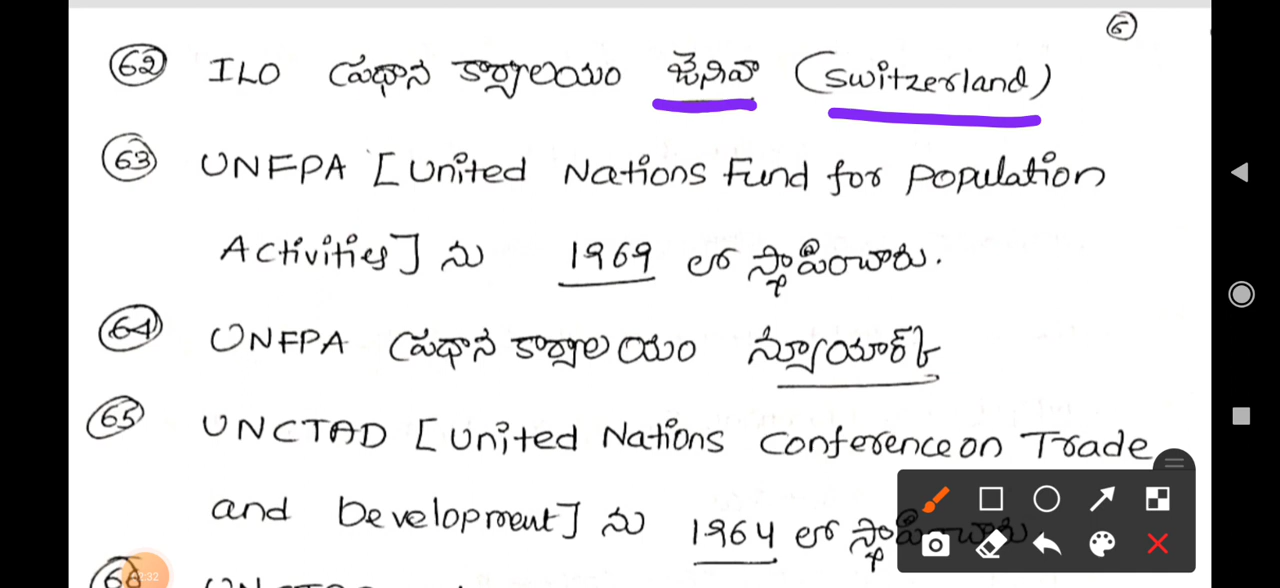 6
62 ILO ప్రధాన కార్యాలయం జెనీవా (Switzerland)
63 UNFPA [United Nations Fund for Population
Activities] ను 1969 లో స్థాపించారు.
64 UNFPA ప్రధాన కార్యాలయం న్యూయార్క్
65 UNCTAD [United Nations Conference on Trade
and Development] ను 1964 లో స్థాపించారు
66